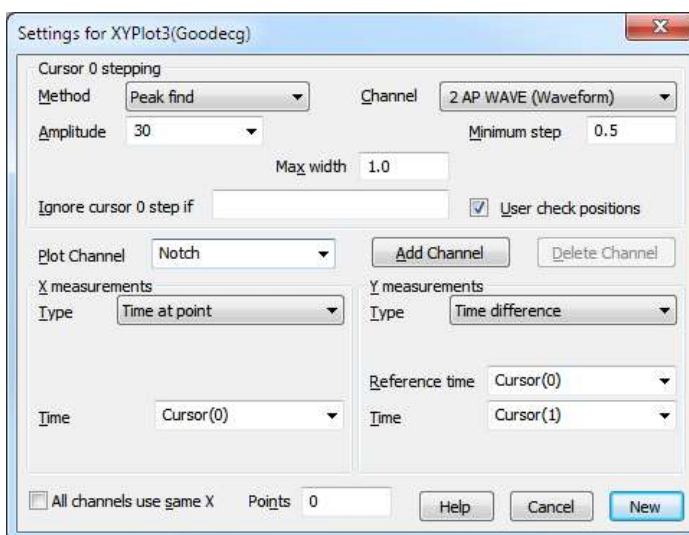 Settings for XYPlot3(Goodecg)
Cursor 0 stepping
Method Peak find Channel 2 AP WAVE (Waveform)
Amplitude 30 Minimum step 0.5
Max width 1.0
Ignore cursor 0 step if User check positions
Plot Channel Notch Add Channel Delete Channel
X measurements Y measurements
Type Time at point Type Time difference
Reference time Cursor(0)
Time Cursor(0) Time Cursor(1)
All channels use same X Points 0 Help Cancel New